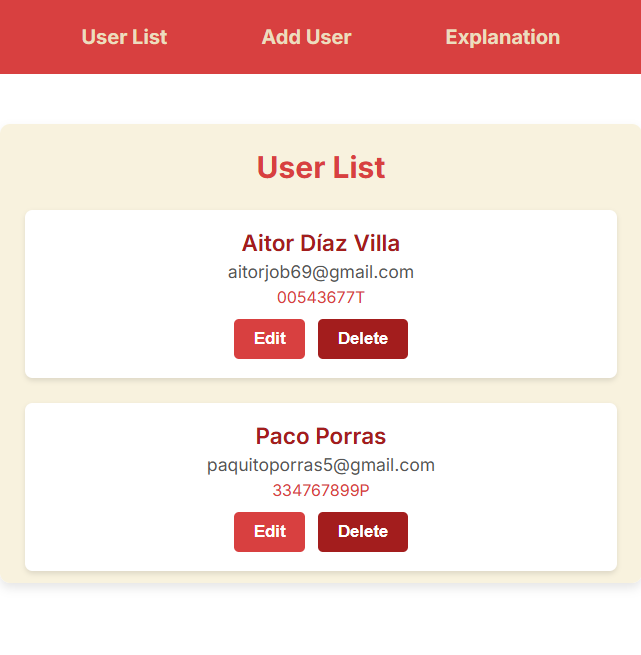 User List Add User Explanation
User List
Aitor Díaz Villa
aitorjob69@gmail.com
00543677T
Edit Delete
Paco Porras
paquitoporras5@gmail.com
334767899P
Edit Delete